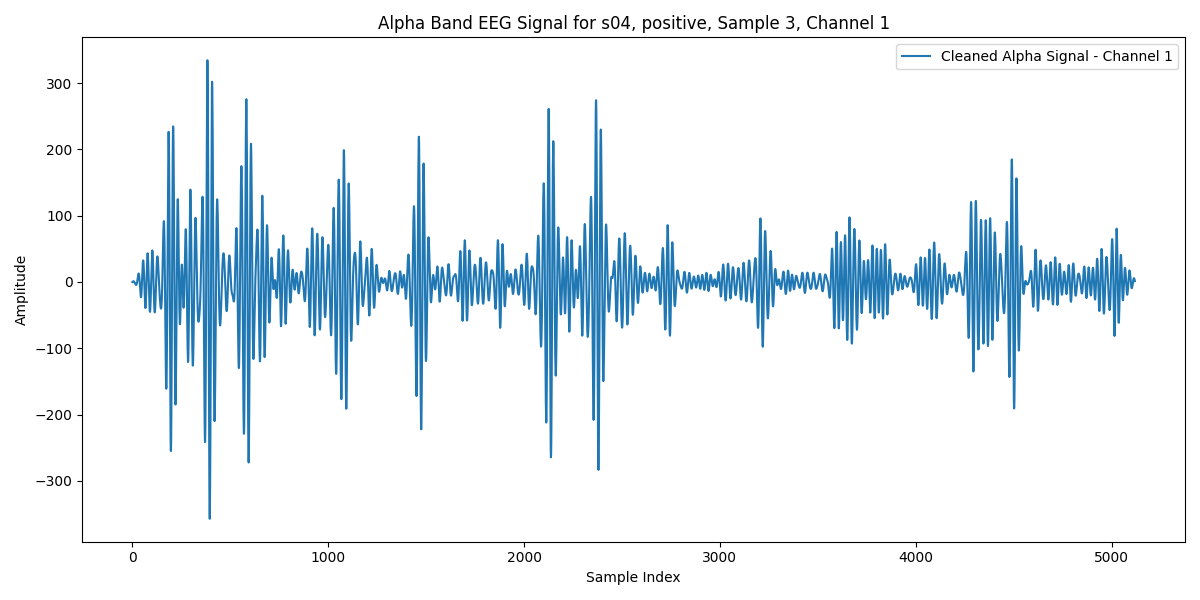 Alpha Band EEG Signal for s04, positive, Sample 3, Channel 1
Cleaned Alpha Signal - Channel 1
Amplitude
300
200
100
0
−100
−200
−300
0 1000 2000 3000 4000 5000
Sample Index